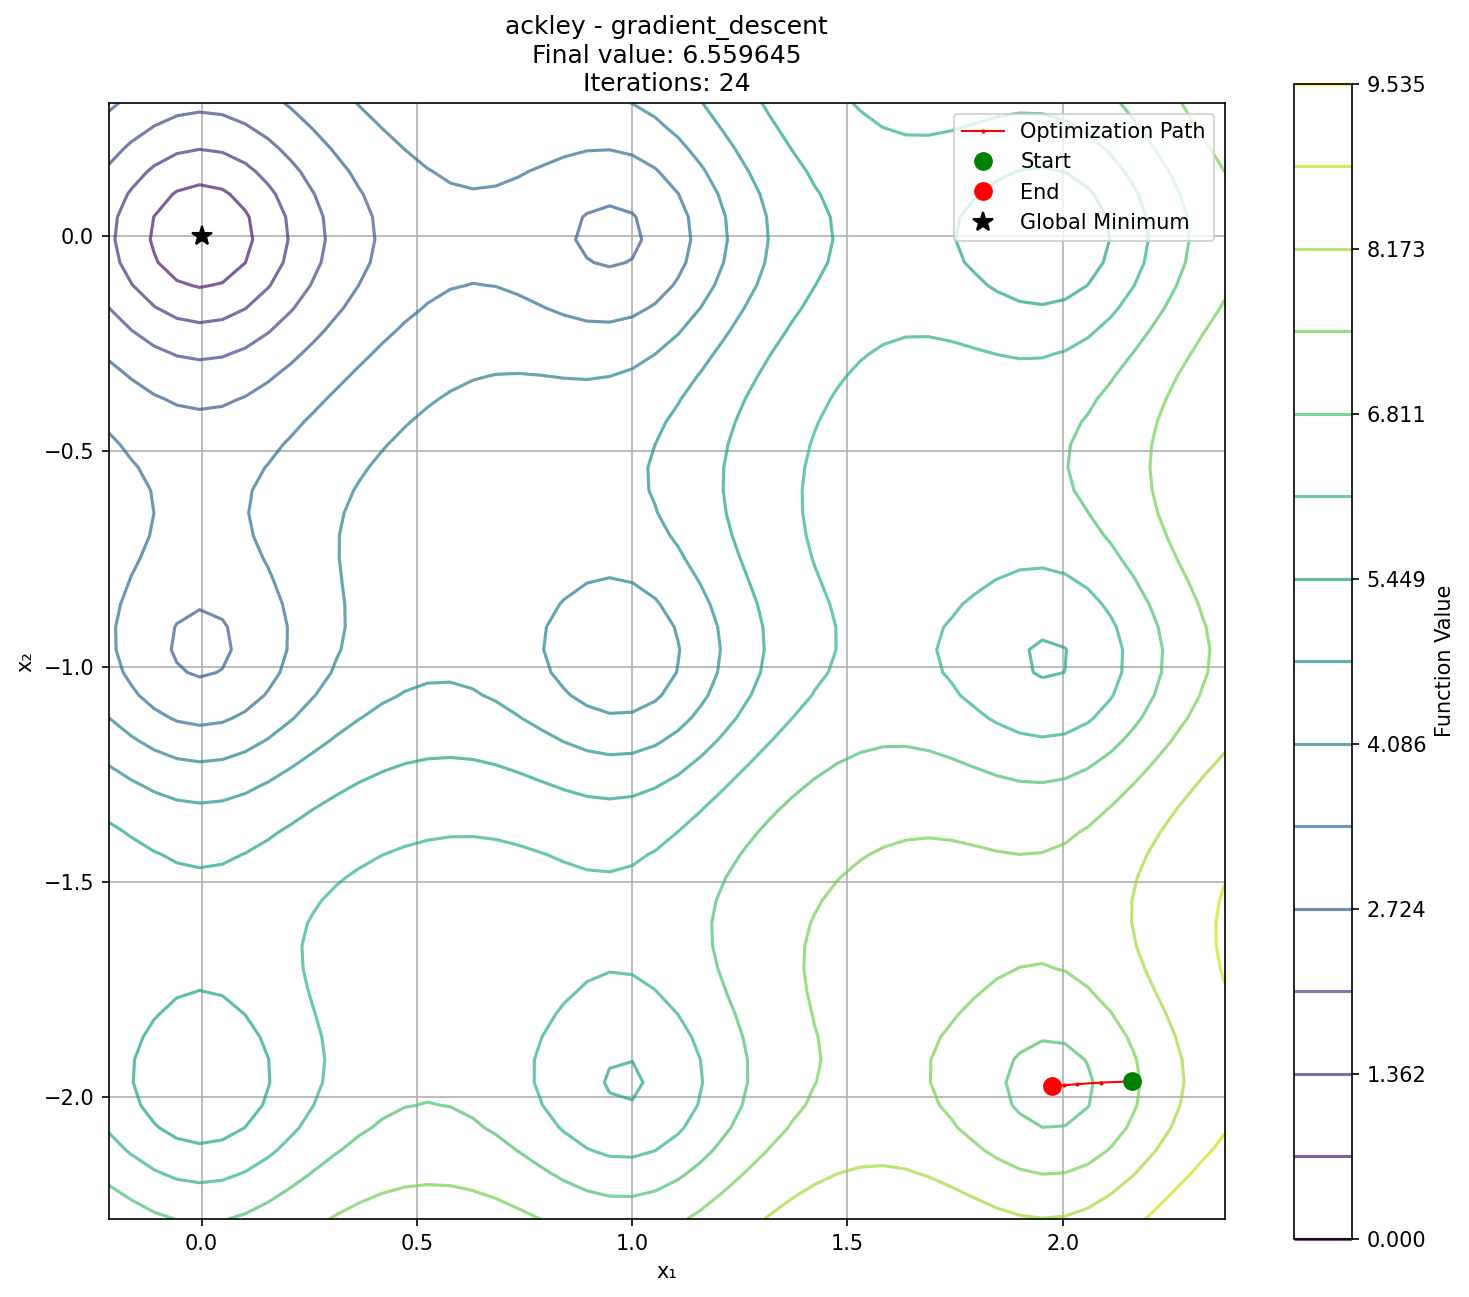 ackley - gradient_descent
Final value: 6.559645
Iterations: 24
Optimization Path
Start
End
Global Minimum
0.0
−0.5
−1.0
−1.5
−2.0
x₂
0.0
0.5
1.0
1.5
2.0
x₁
9.535
8.173
6.811
5.449
4.086
2.724
1.362
0.000
Function Value